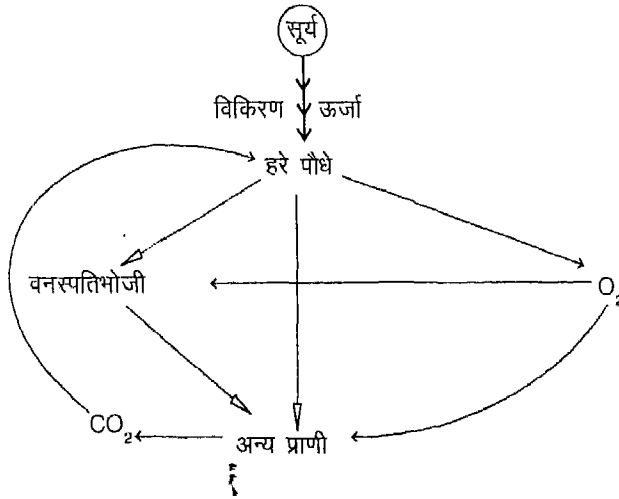 सूर्य
विकिरण ऊर्जा
हरे पौधे
वनस्पतिभोजी
O₂
CO₂
अन्य प्राणी